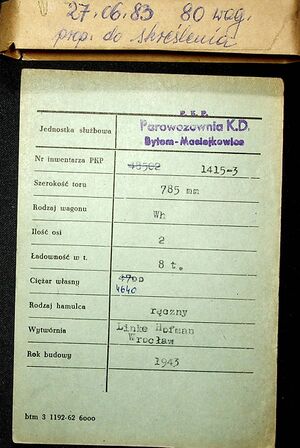 27.06.83 80 wag.
prop. do skreślenia
P. K. P.
Jednostka służbowa Parowozownia K.D.
Bytom-Maciejkowice
Nr inwentarza PKP 48502 1415-3
Szerokość toru 785 mm
Rodzaj wagonu Wh
Ilość osi 2
Ładowność w t. 8 t.
Ciężar własny 4700
4640
Rodzaj hamulca ręczny
Wytwórnia Linke Hofman
Wrocław
Rok budowy 1943
btm 3 1192-62 6000